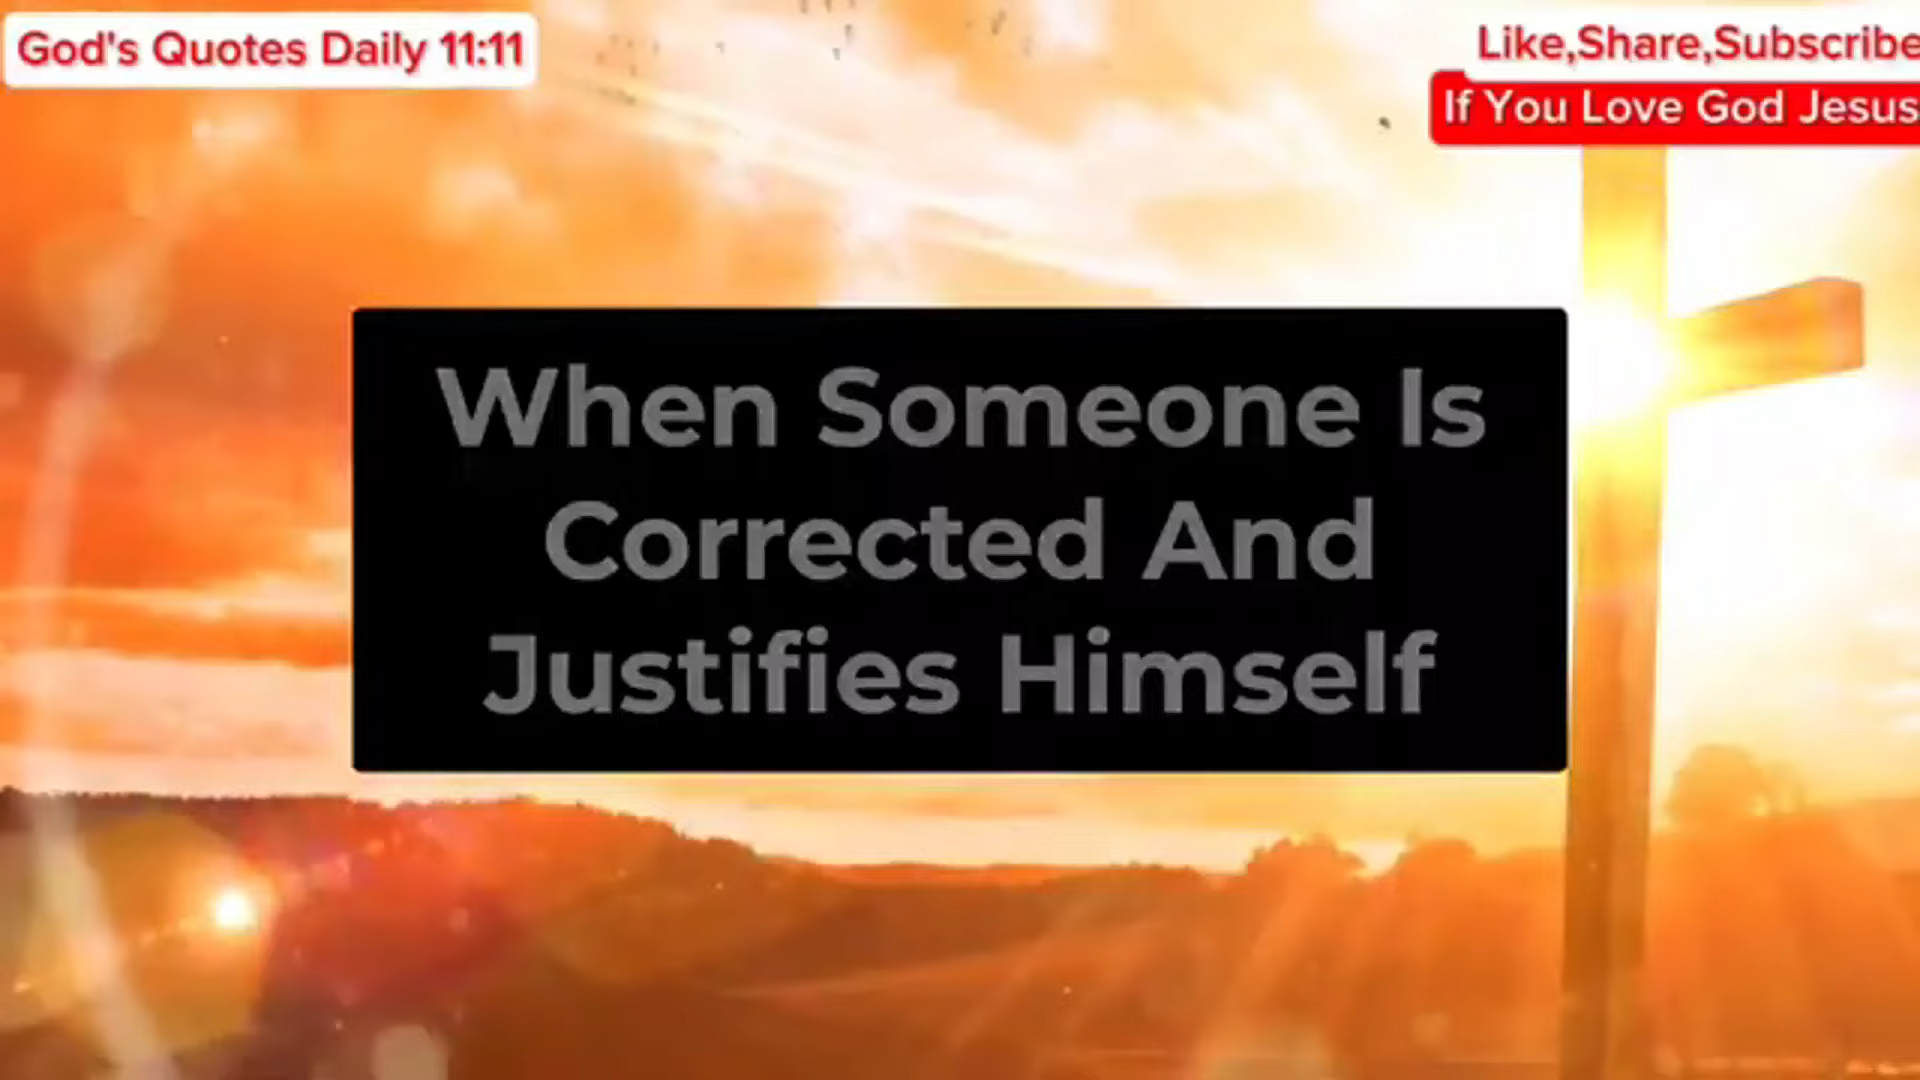 God's Quotes Daily 11:11
Like,Share,Subscribe
If You Love God Jesus
When Someone Is
Corrected And
Justifies Himself